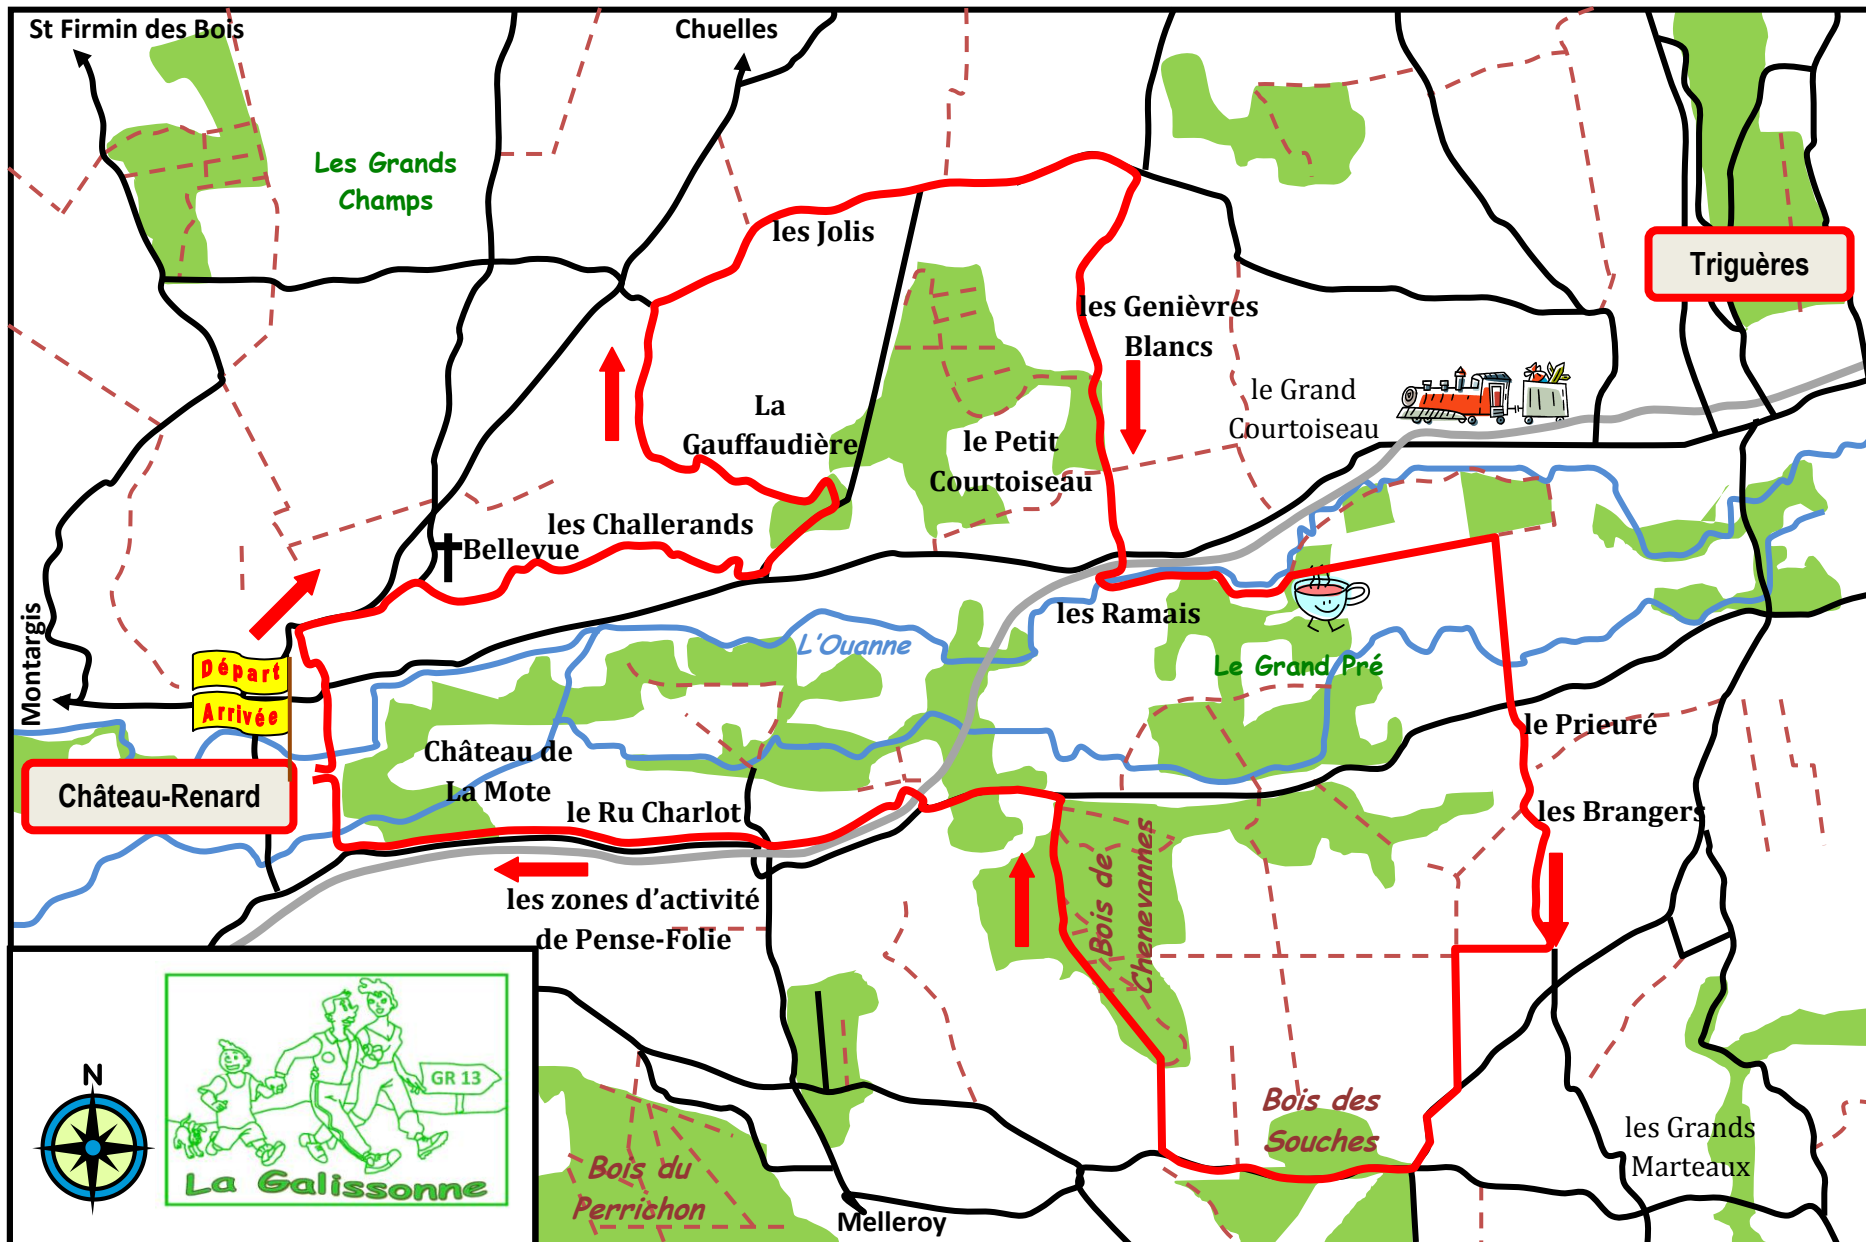 St Firmin des Bois
Chuelles
Les Grands
Champs
les Jolis
Triguères
les Genièvres
Blancs
le Grand
Courtoiseau
La
Gauffaudière
le Petit
Courtoiseau
les Challerands
Bellevue
les Ramais
Montargis
L'Ouanne
Le Grand Pré
Départ
Arrivée
le Prieuré
Château de
La Mote
Château-Renard
le Ru Charlot
les Brangers
Bois de
Chenevannes
les zones d'activité
de Pense-Folie
N
GR 13
La Galissonne
Bois des
Souches
les Grands
Marteaux
Bois du
Perrichon
Melleroy